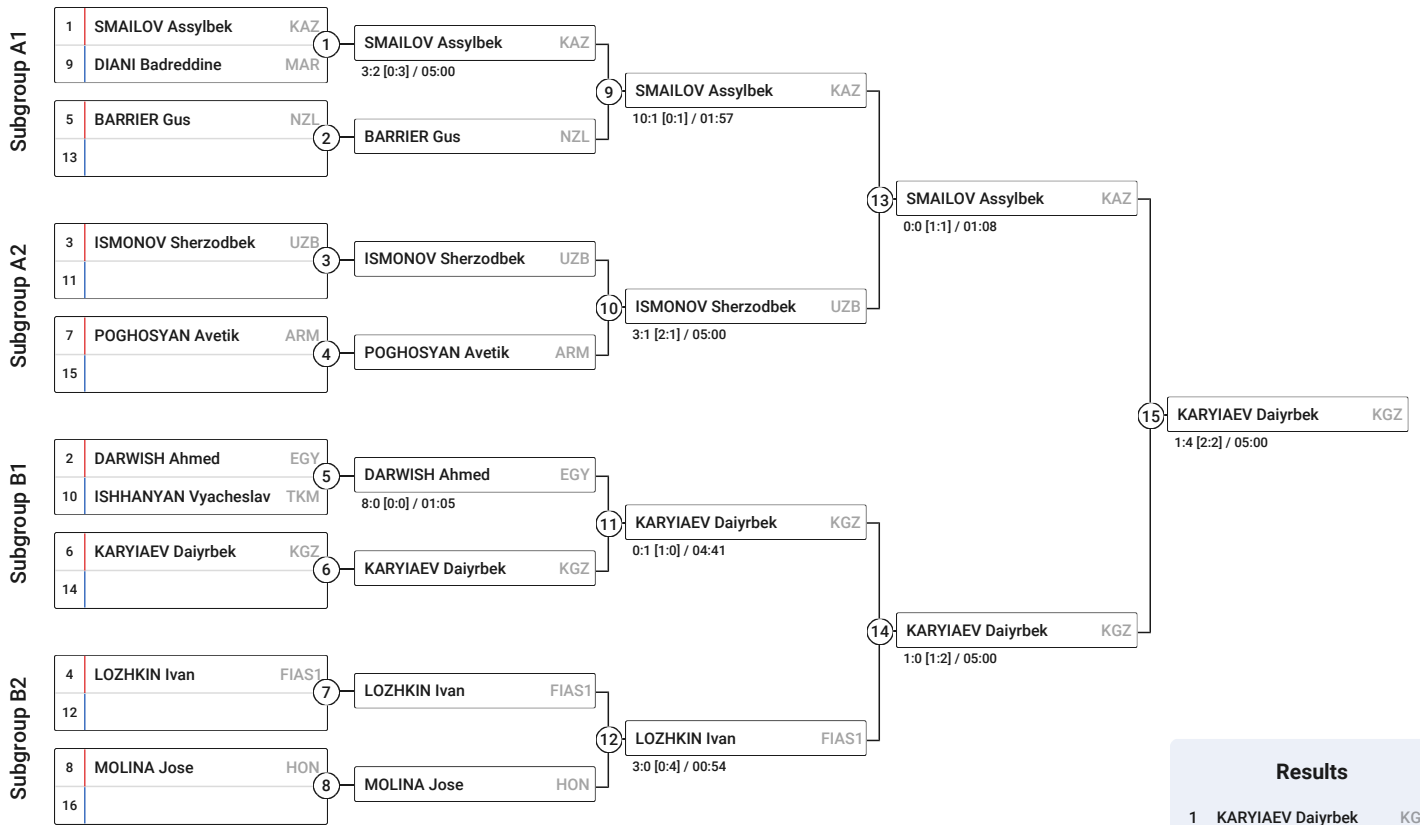 Subgroup A1
1 SMAILOV Assylbek KAZ
9 DIANI Badreddine MAR
1
5 BARRIER Gus NZL
13
2
SMAILOV Assylbek KAZ
3:2 [0:3] / 05:00
BARRIER Gus NZL
9
SMAILOV Assylbek KAZ
10:1 [0:1] / 01:57
Subgroup A2
3 ISMONOV Sherzodbek UZB
11
3
7 POGHOSYAN Avetik ARM
15
4
ISMONOV Sherzodbek UZB
POGHOSYAN Avetik ARM
10
ISMONOV Sherzodbek UZB
3:1 [2:1] / 05:00
13
SMAILOV Assylbek KAZ
0:0 [1:1] / 01:08
Subgroup B1
2 DARWISH Ahmed EGY
10 ISHHANYAN Vyacheslav TKM
5
6 KARYIAEV Daiyrbek KGZ
14
6
DARWISH Ahmed EGY
8:0 [0:0] / 01:05
KARYIAEV Daiyrbek KGZ
11
KARYIAEV Daiyrbek KGZ
0:1 [1:0] / 04:41
Subgroup B2
4 LOZHKIN Ivan FIAS1
12
7
8 MOLINA Jose HON
16
8
LOZHKIN Ivan FIAS1
MOLINA Jose HON
12
LOZHKIN Ivan FIAS1
3:0 [0:4] / 00:54
14
KARYIAEV Daiyrbek KGZ
1:0 [1:2] / 05:00
15
KARYIAEV Daiyrbek KGZ
1:4 [2:2] / 05:00
Results
1 KARYIAEV Daiyrbek